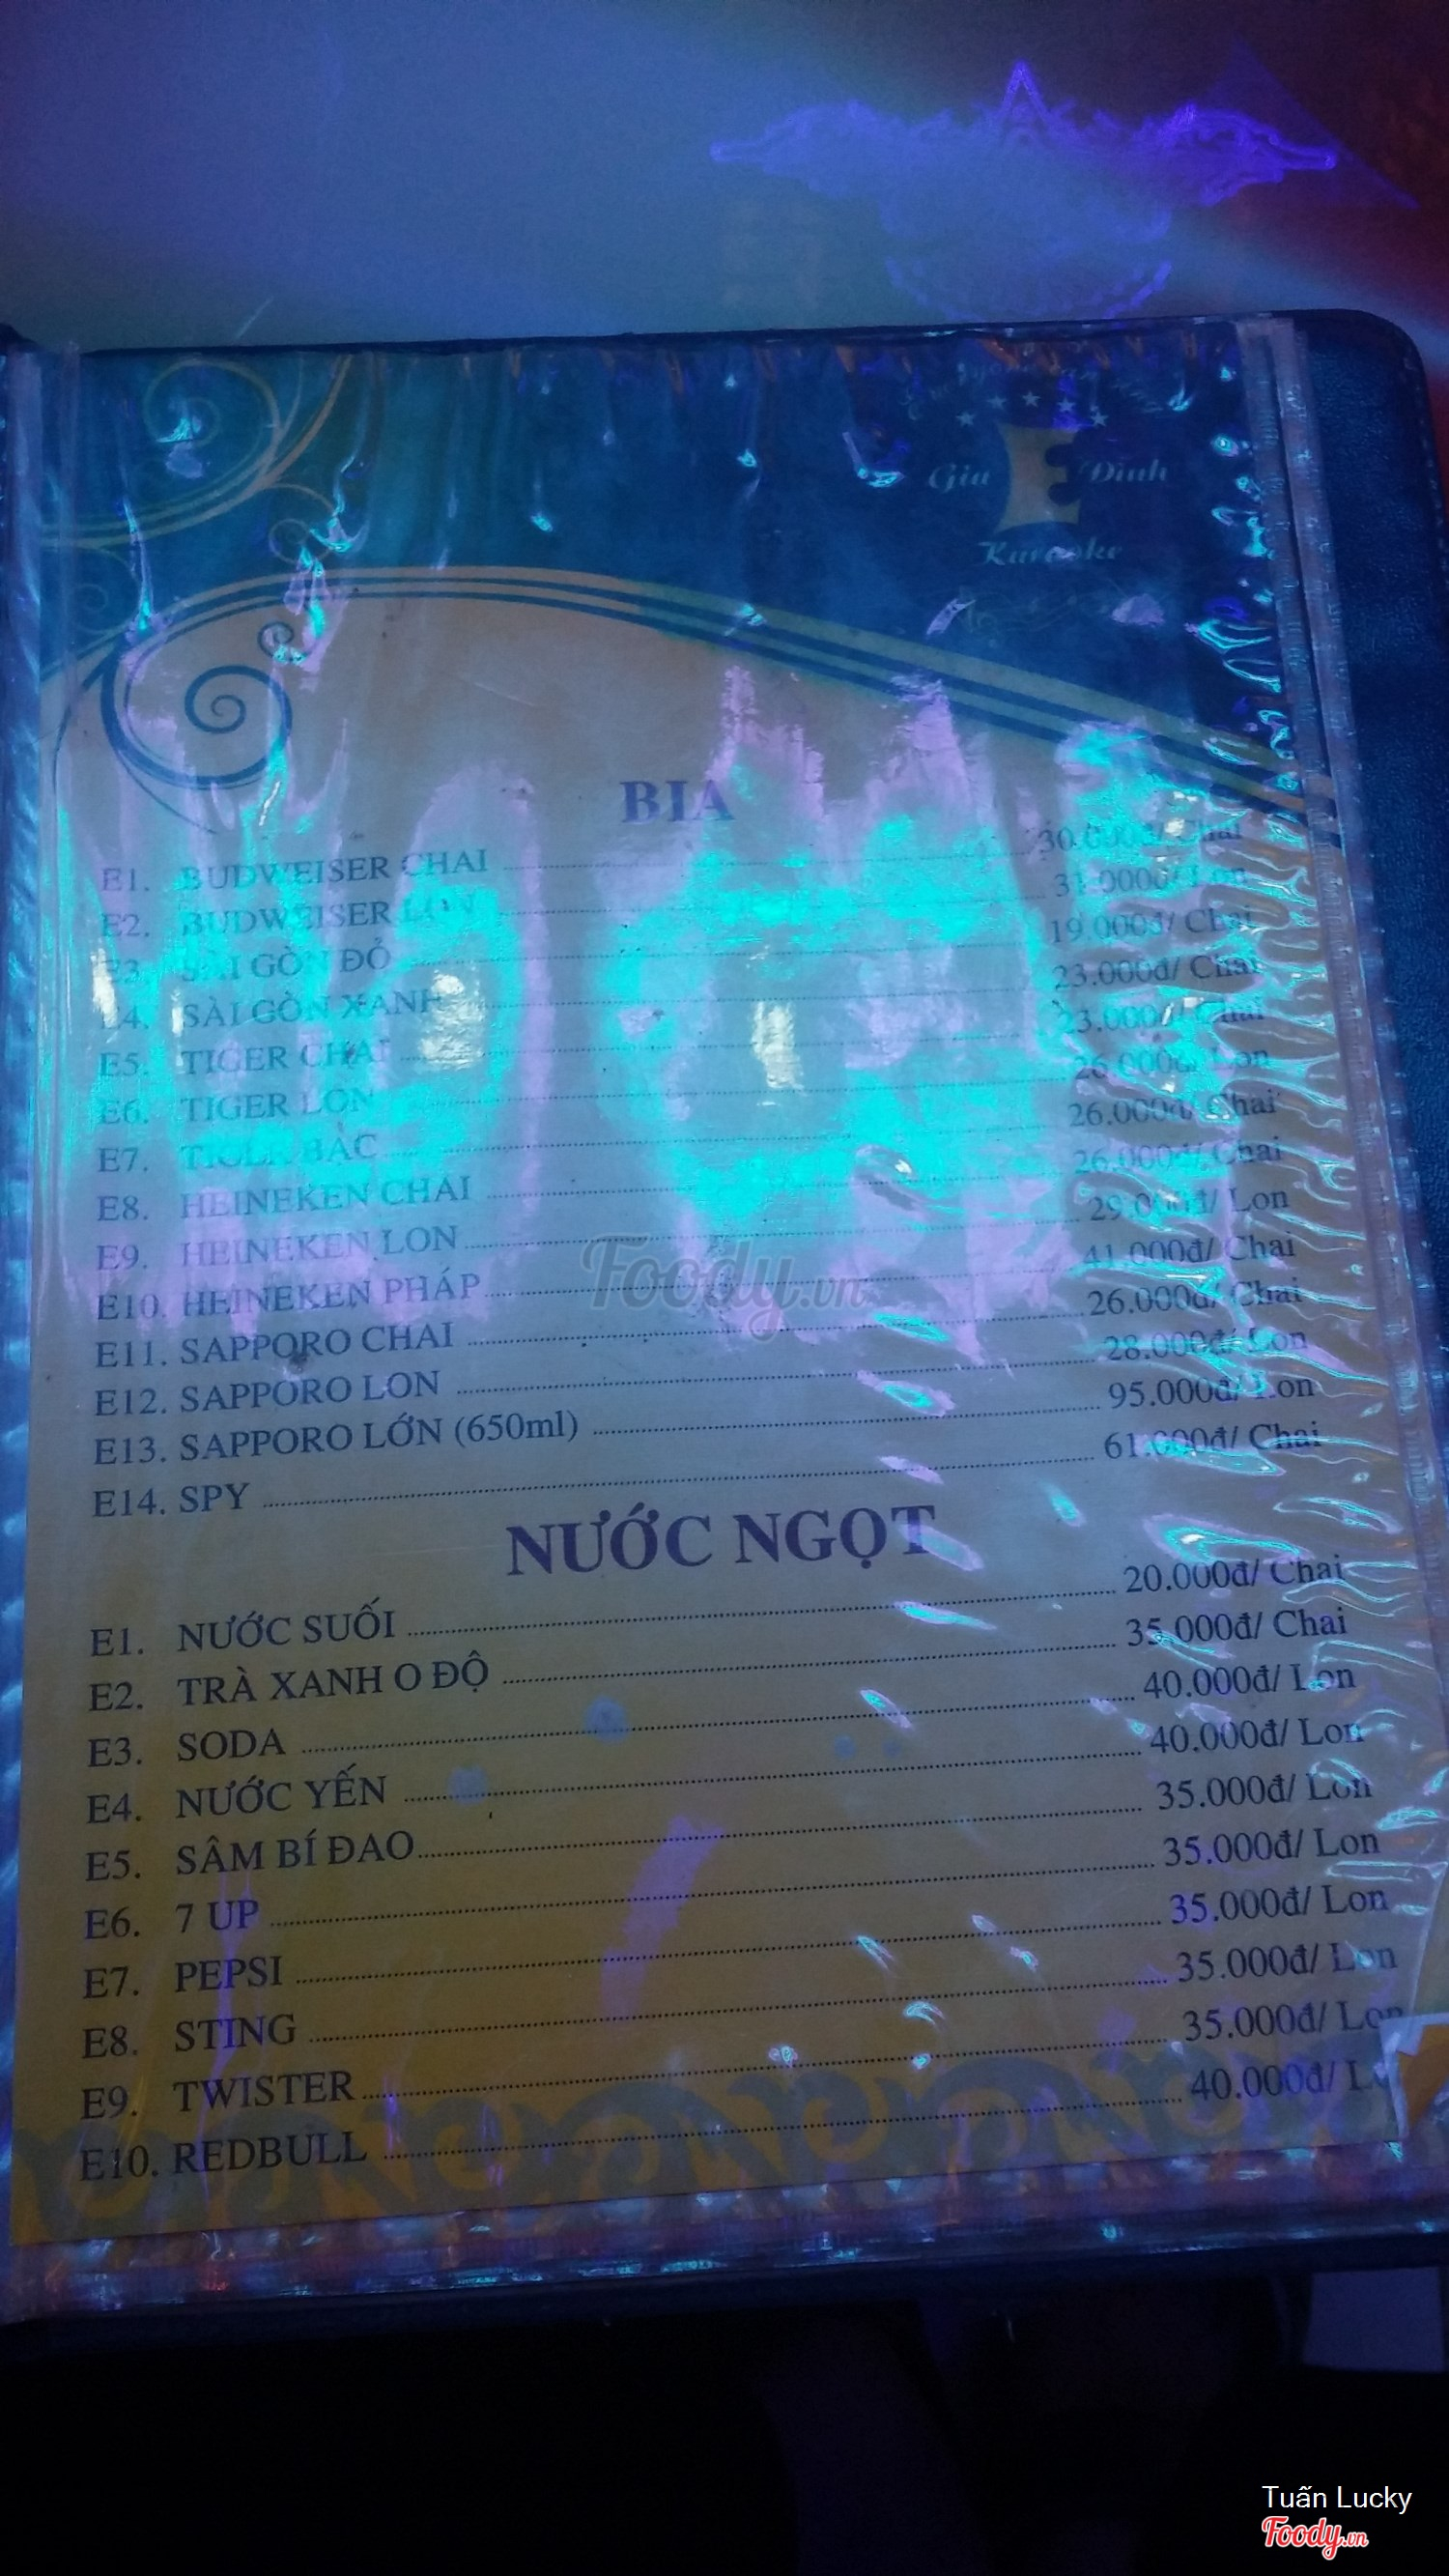 Gia E Đình
Karaoke
BIA
E1. BUDWEISER CHAI 30.000đ/ Chai
E2. BUDWEISER LON 31.000đ/ Lon
E3. SÀI GÒN ĐỎ 19.000đ/ Chai
E4. SÀI GÒN XANH 23.000đ/ Chai
E5. TIGER CHAI 23.000đ/ Chai
E6. TIGER LON 26.000đ/ Lon
E7. TIGER BẠC 26.000đ/ Chai
E8. HEINEKEN CHAI 26.000đ/ Chai
E9. HEINEKEN LON 29.000đ/ Lon
E10. HEINEKEN PHÁP 41.000đ/ Chai
E11. SAPPORO CHAI 26.000đ/ Chai
E12. SAPPORO LON 28.000đ/ Lon
E13. SAPPORO LỚN (650ml) 95.000đ/ Lon
E14. SPY 61.000đ/ Chai
Foody.vn
NƯỚC NGỌT
E1. NƯỚC SUỐI 20.000đ/ Chai
E2. TRÀ XANH O ĐỘ 35.000đ/ Chai
E3. SODA 40.000đ/ Lon
E4. NƯỚC YẾN 40.000đ/ Lon
E5. SÂM BÍ ĐAO 35.000đ/ Lon
E6. 7 UP 35.000đ/ Lon
E7. PEPSI 35.000đ/ Lon
E8. STING 35.000đ/ Lon
E9. TWISTER 35.000đ/ Lon
E10. REDBULL 40.000đ/
Tuấn Lucky
Foody.vn